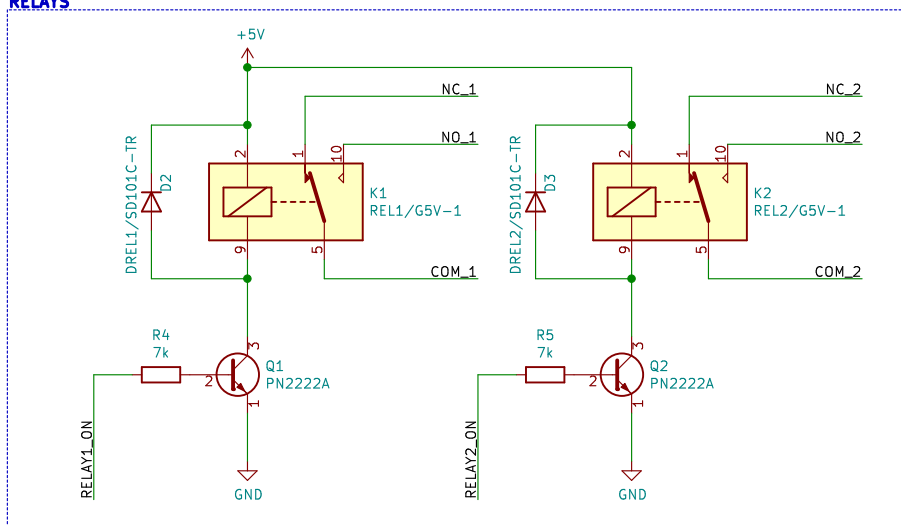 RELAYS
+5V
NC_1
NC_2
NO_1
NO_2
2
1
10
2
1
10
DREL1/SD101C-TR
D2
K1
REL1/G5V-1
DREL2/SD101C-TR
D3
K2
REL2/G5V-1
9
5
9
5
COM_1
COM_2
R4
7k
3
R5
7k
3
Q1
PN2222A
Q2
PN2222A
2
2
1
1
RELAY1_ON
RELAY2_ON
GND
GND